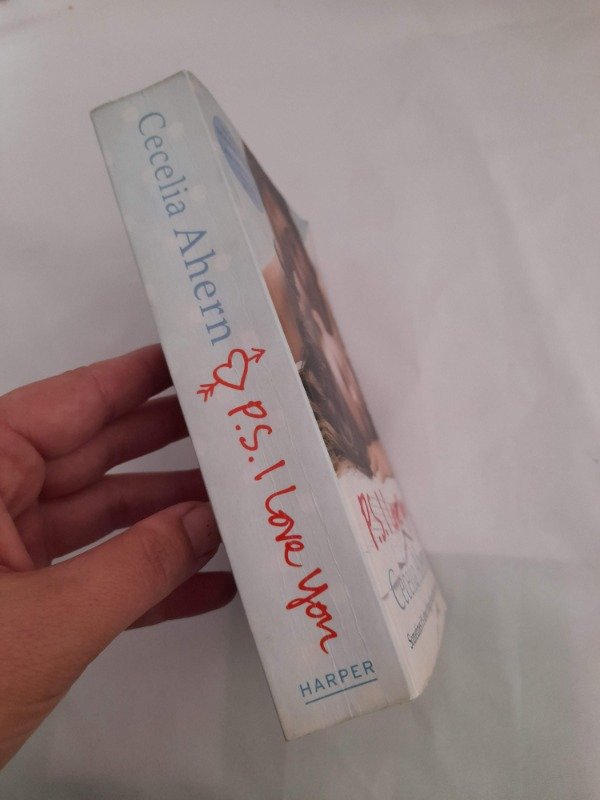 Cecelia Ahern
P.S. I Love You
HARPER
P.S. I